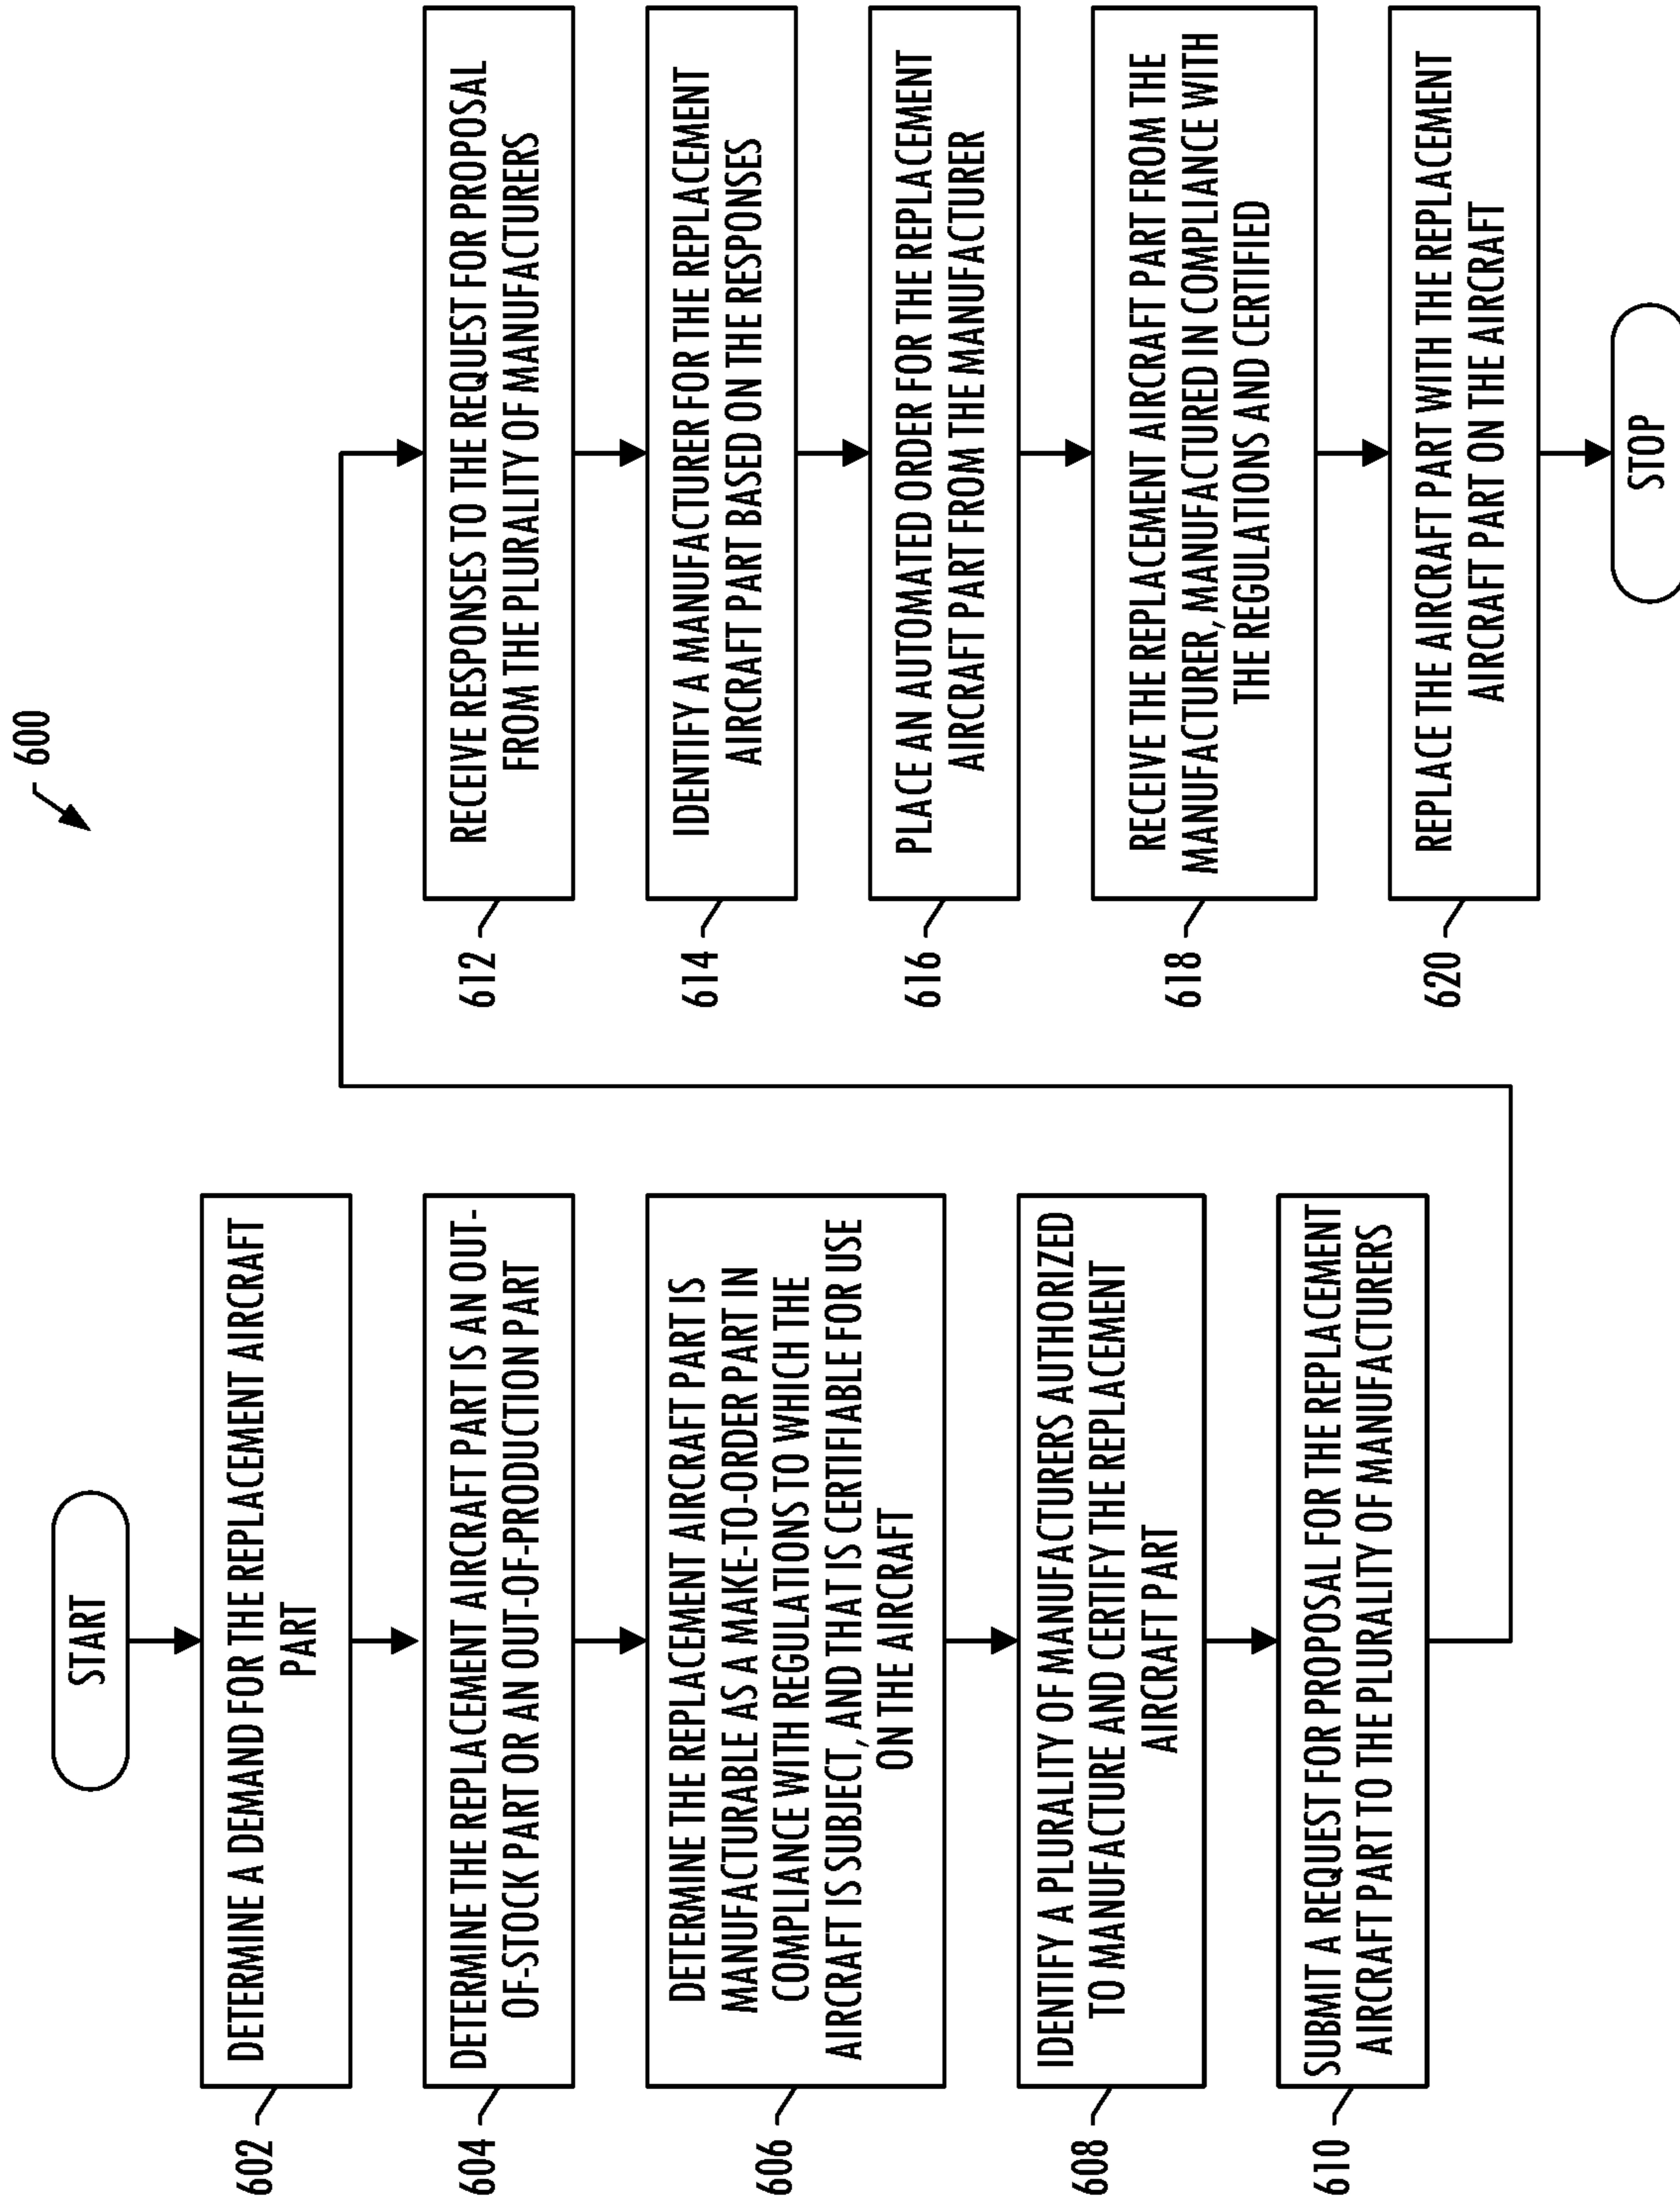 600
START
602
DETERMINE A DEMAND FOR THE REPLACEMENT AIRCRAFT
PART
604
DETERMINE THE REPLACEMENT AIRCRAFT PART IS AN OUT-
OF-STOCK PART OR AN OUT-OF-PRODUCTION PART
606
DETERMINE THE REPLACEMENT AIRCRAFT PART IS
MANUFACTURABLE AS A MAKE-TO-ORDER PART IN
COMPLIANCE WITH REGULATIONS TO WHICH THE
AIRCRAFT IS SUBJECT, AND THAT IS CERTIFIABLE FOR USE
ON THE AIRCRAFT
608
IDENTIFY A PLURALITY OF MANUFACTURERS AUTHORIZED
TO MANUFACTURE AND CERTIFY THE REPLACEMENT
AIRCRAFT PART
610
SUBMIT A REQUEST FOR PROPOSAL FOR THE REPLACEMENT
AIRCRAFT PART TO THE PLURALITY OF MANUFACTURERS
612
RECEIVE RESPONSES TO THE REQUEST FOR PROPOSAL
FROM THE PLURALITY OF MANUFACTURERS
614
IDENTIFY A MANUFACTURER FOR THE REPLACEMENT
AIRCRAFT PART BASED ON THE RESPONSES
616
PLACE AN AUTOMATED ORDER FOR THE REPLACEMENT
AIRCRAFT PART FROM THE MANUFACTURER
618
RECEIVE THE REPLACEMENT AIRCRAFT PART FROM THE
MANUFACTURER, MANUFACTURED IN COMPLIANCE WITH
THE REGULATIONS AND CERTIFIED
620
REPLACE THE AIRCRAFT PART WITH THE REPLACEMENT
AIRCRAFT PART ON THE AIRCRAFT
STOP